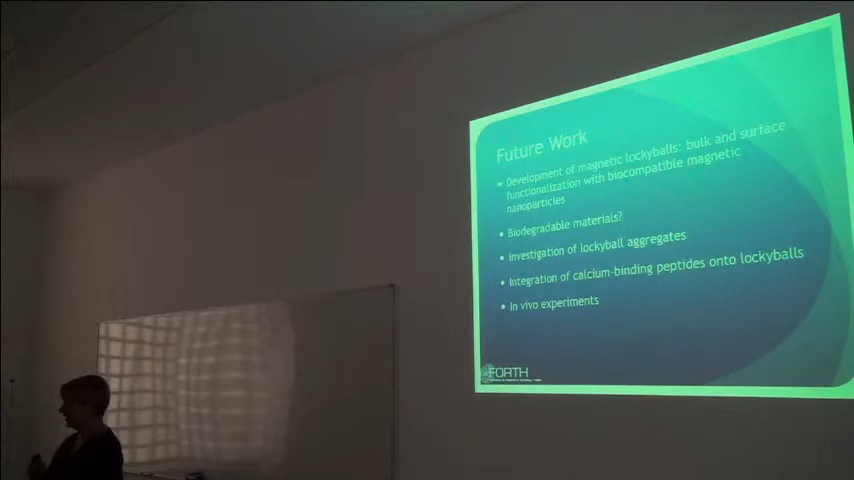 Future Work
• Development of magnetic lockyballs: bulk and surface
functionalization with biocompatible magnetic
nanoparticles
• Biodegradable materials?
• Investigation of lockyball aggregates
• Integration of calcium-binding peptides onto lockyballs
• In vivo experiments
FORTH